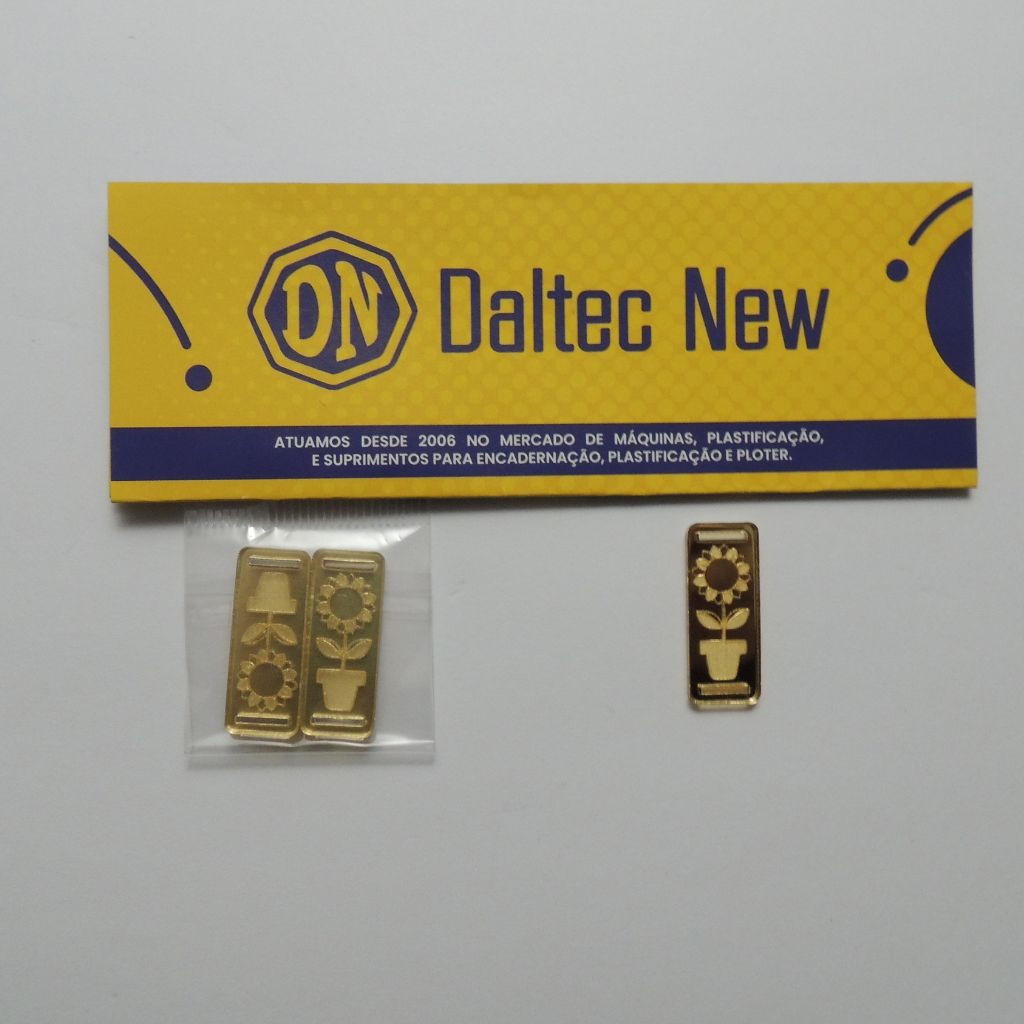 DN Daltec New
ATUAMOS DESDE 2006 NO MERCADO DE MÁQUINAS, PLASTIFICAÇÃO,
E SUPRIMENTOS PARA ENCADERNAÇÃO, PLASTIFICAÇÃO E PLOTER.